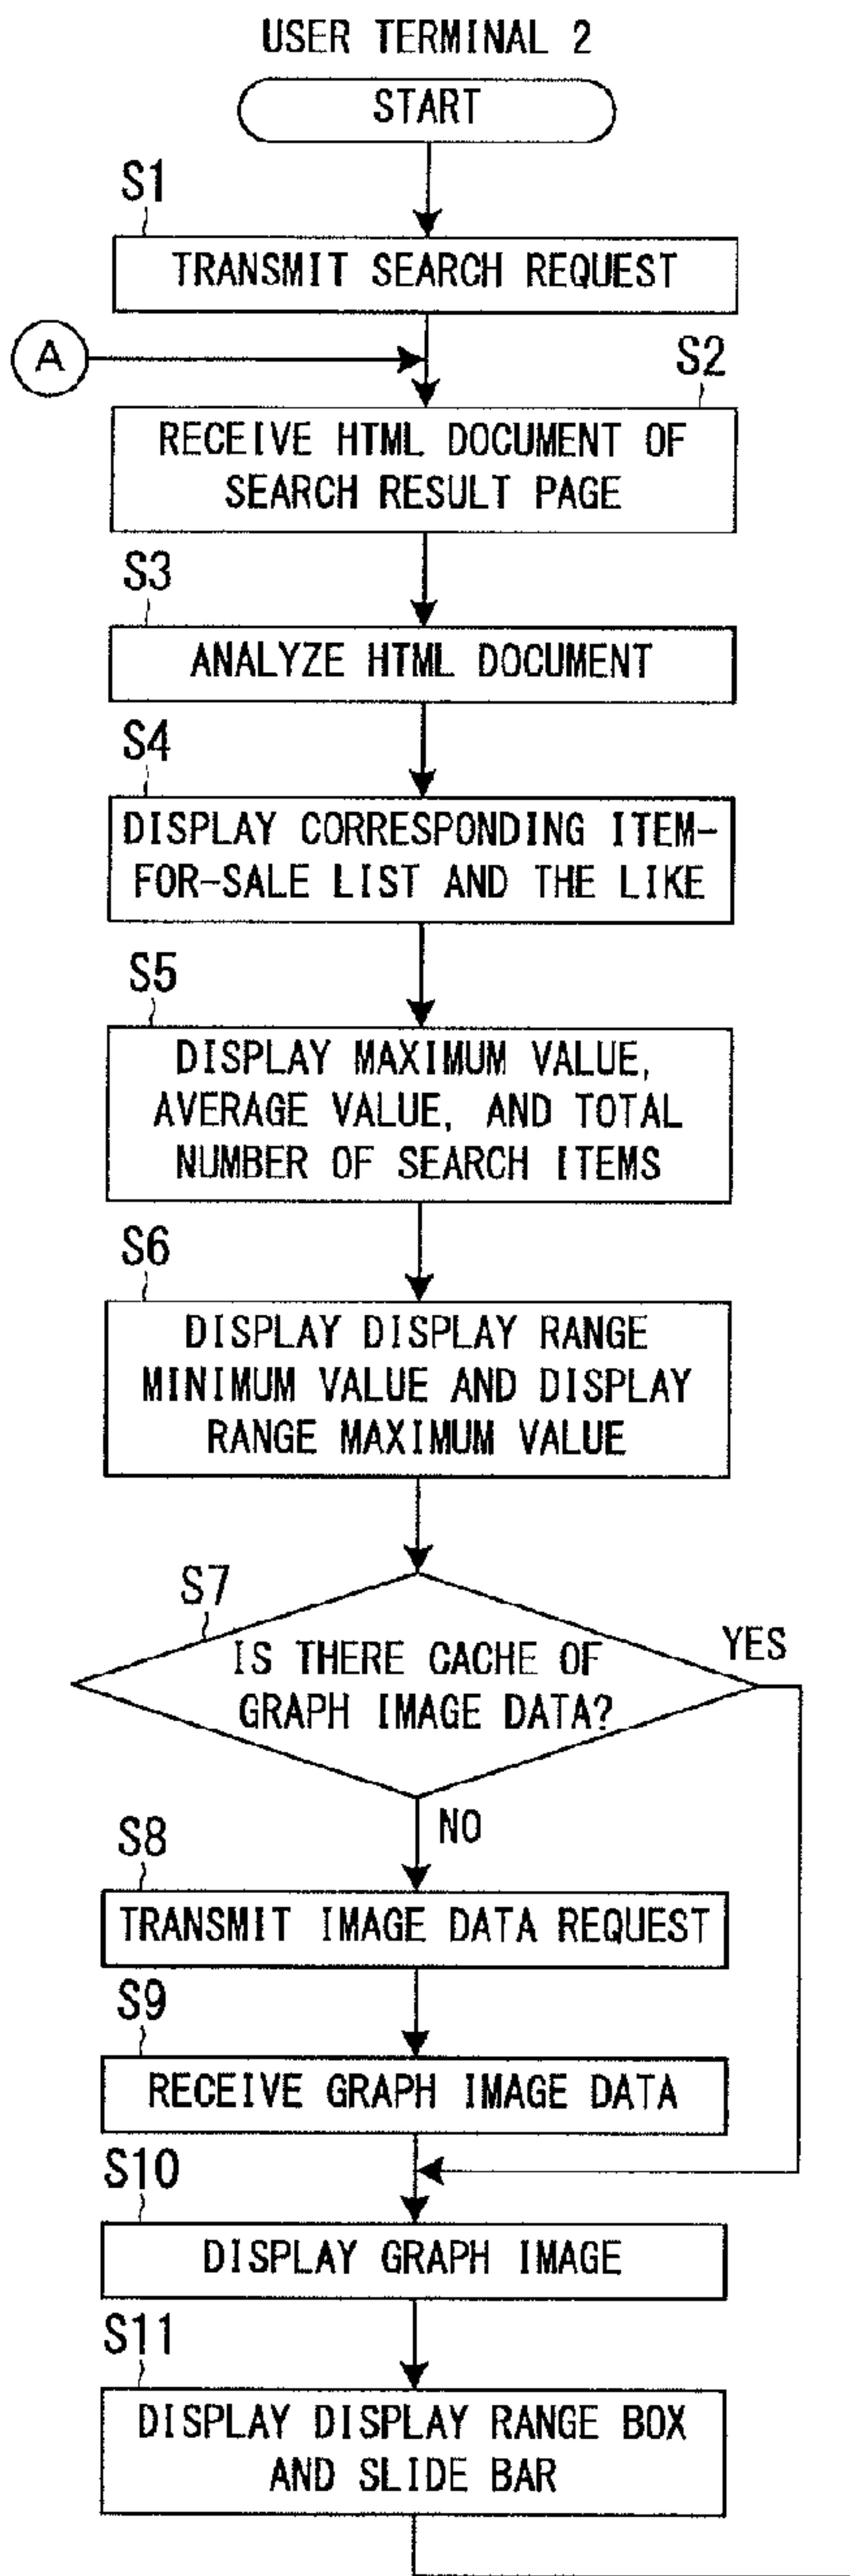 USER TERMINAL 2
START
S1
TRANSMIT SEARCH REQUEST
A
S2
RECEIVE HTML DOCUMENT OF
SEARCH RESULT PAGE
S3
ANALYZE HTML DOCUMENT
S4
DISPLAY CORRESPONDING ITEM-
FOR-SALE LIST AND THE LIKE
S5
DISPLAY MAXIMUM VALUE,
AVERAGE VALUE, AND TOTAL
NUMBER OF SEARCH ITEMS
S6
DISPLAY DISPLAY RANGE
MINIMUM VALUE AND DISPLAY
RANGE MAXIMUM VALUE
S7
IS THERE CACHE OF
GRAPH IMAGE DATA?
YES
NO
S8
TRANSMIT IMAGE DATA REQUEST
S9
RECEIVE GRAPH IMAGE DATA
S10
DISPLAY GRAPH IMAGE
S11
DISPLAY DISPLAY RANGE BOX
AND SLIDE BAR